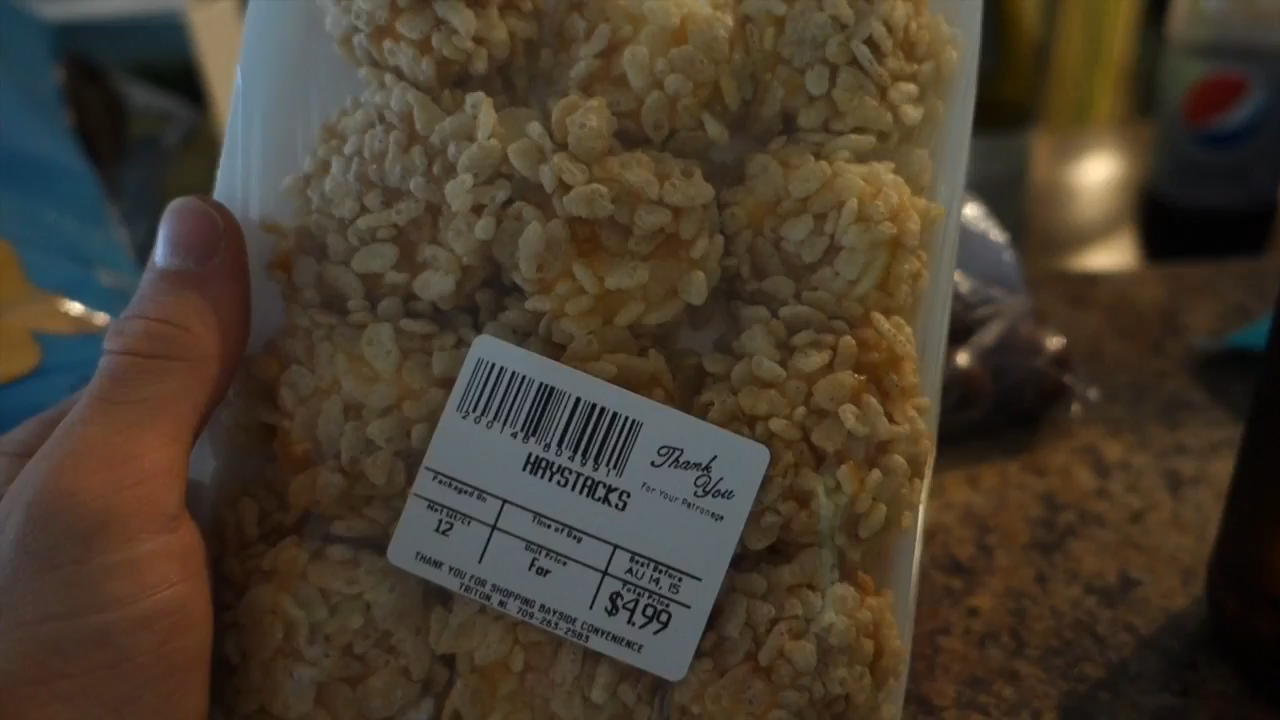 200148804991
HAYSTACKS
Thank
You
For Your Patronage
Packaged On
Time of Day
Best Before
AU 14, 15
Net Wt/Ct
12
Unit Price
For
Total Price
$4.99
THANK YOU FOR SHOPPING BAYSIDE CONVENIENCE
TRITON, NL 709-263-2583